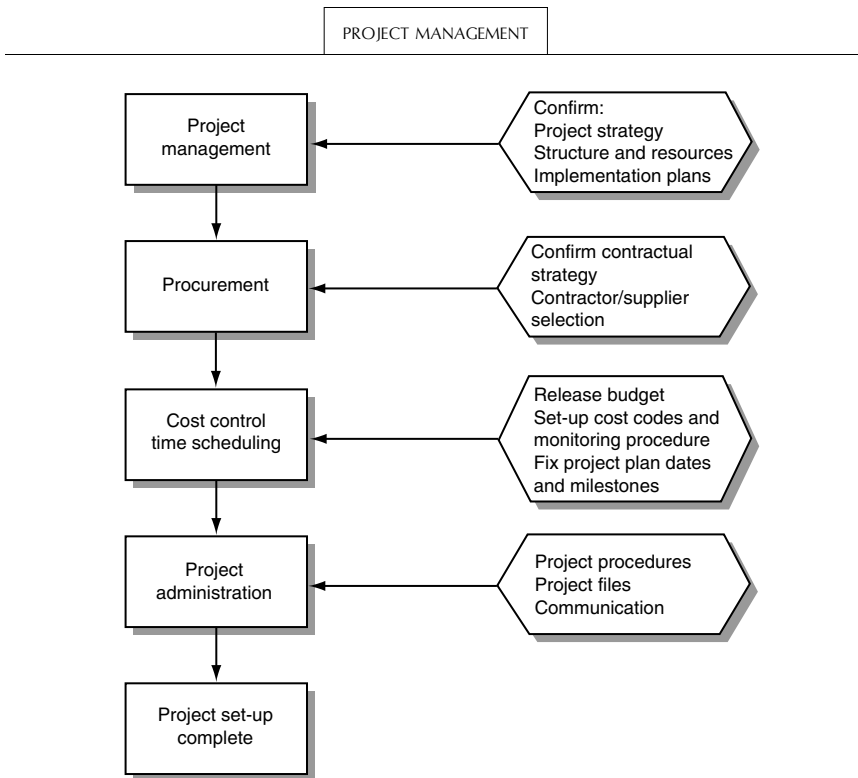 PROJECT MANAGEMENT
Project
management
Confirm:
Project strategy
Structure and resources
Implementation plans
Procurement
Confirm contractual
strategy
Contractor/supplier
selection
Cost control
time scheduling
Release budget
Set-up cost codes and
monitoring procedure
Fix project plan dates
and milestones
Project
administration
Project procedures
Project files
Communication
Project set-up
complete